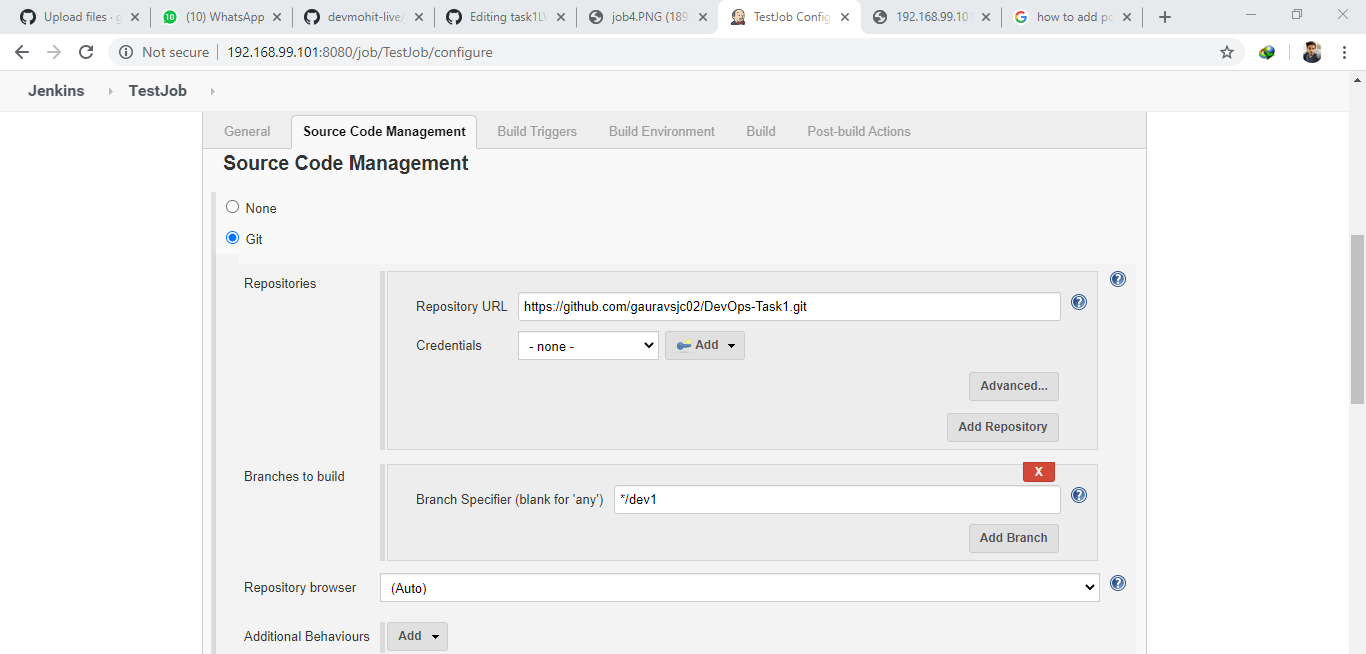 Upload files · g
(10) WhatsApp
devmohit-live/
Editing task1LW
job4.PNG (189
TestJob Config
192.168.99.101
how to add po
Not secure 192.168.99.101:8080/job/TestJob/configure
Jenkins TestJob
General Source Code Management Build Triggers Build Environment Build Post-build Actions
Source Code Management
None
Git
Repositories
Repository URL https://github.com/gauravsjc02/DevOps-Task1.git
Credentials - none - Add
Advanced...
Add Repository
Branches to build
X
Branch Specifier (blank for 'any') */dev1
Add Branch
Repository browser (Auto)
Additional Behaviours Add